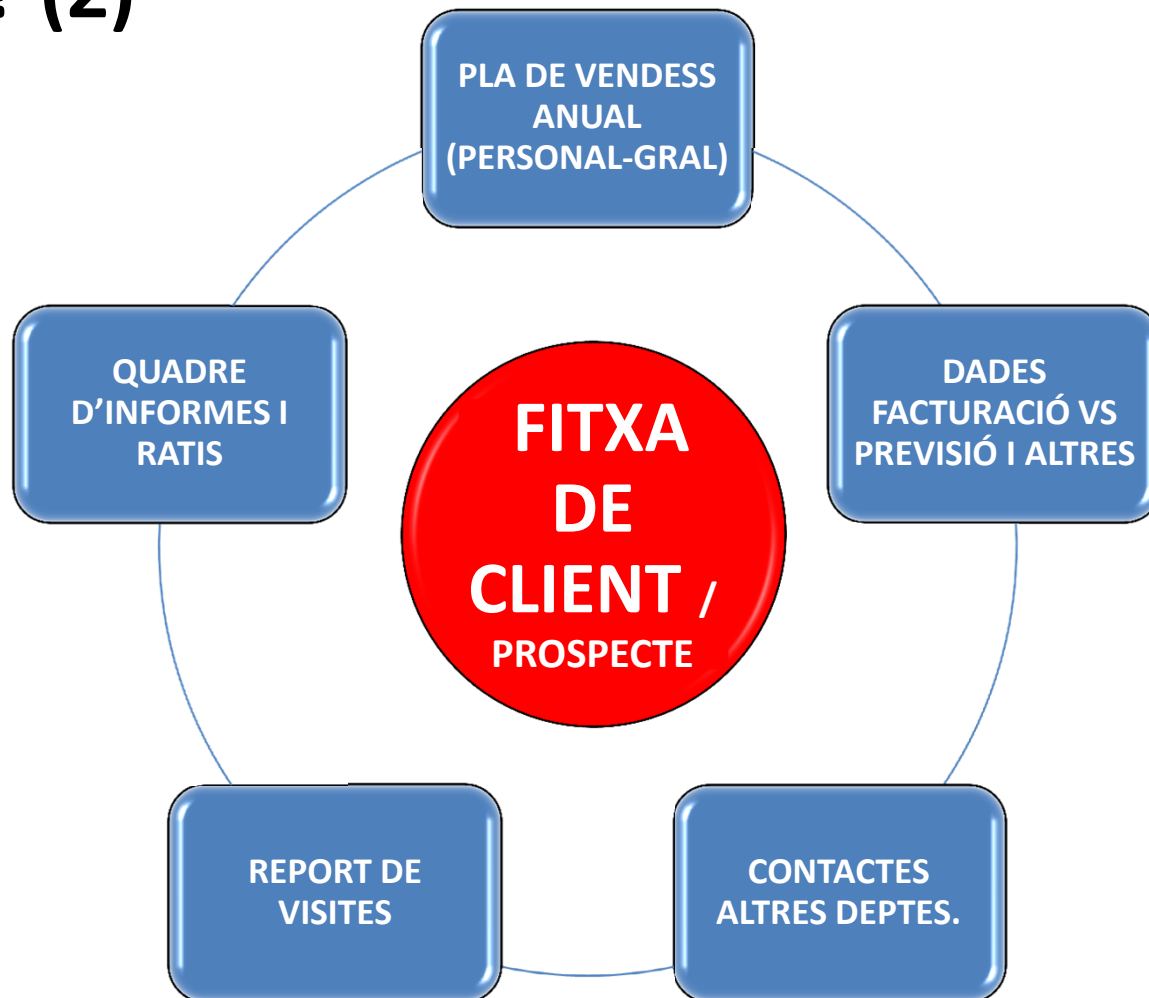 (2)
PLA DE VENDESS
ANUAL
(PERSONAL-GRAL)
QUADRE
D’INFORMES I
RATIS
DADES
FACTURACIÓ VS
PREVISIÓ I ALTRES
FITXA
DE
CLIENT /
PROSPECTE
REPORT DE
VISITES
CONTACTES
ALTRES DEPTES.